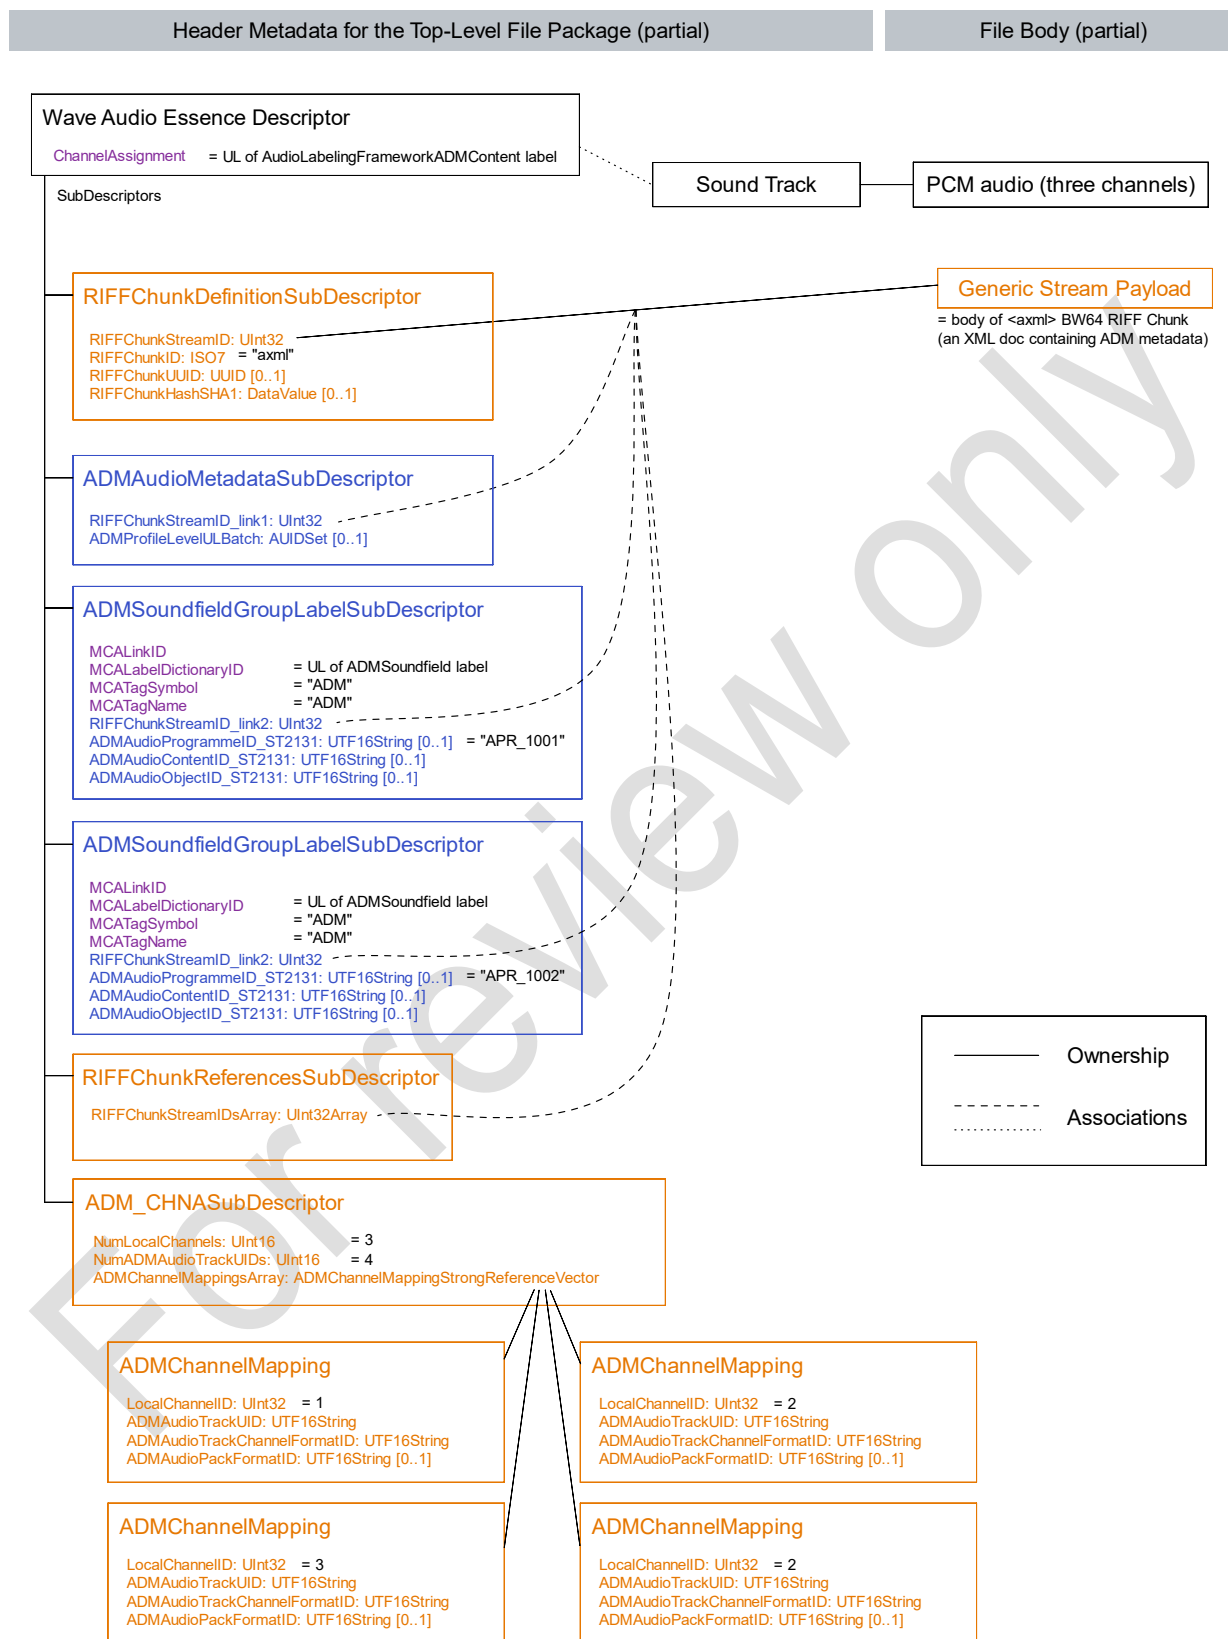 Header Metadata for the Top-Level File Package (partial)
File Body (partial)
Wave Audio Essence Descriptor
ChannelAssignment = UL of AudioLabelingFrameworkADMContent label
SubDescriptors
Sound Track
PCM audio (three channels)
RIFFChunkDefinitionSubDescriptor
RIFFChunkStreamID: UInt32
RIFFChunkID: ISO7 = "axml"
RIFFChunkUUID: UUID [0..1]
RIFFChunkHashSHA1: DataValue [0..1]
Generic Stream Payload
= body of <axml> BW64 RIFF Chunk
(an XML doc containing ADM metadata)
ADMAudioMetadataSubDescriptor
RIFFChunkStreamID_link1: UInt32
ADMProfileLevelULBatch: AUIDSet [0..1]
ADMSoundfieldGroupLabelSubDescriptor
MCALinkID
MCALabelDictionaryID = UL of ADMSoundfield label
MCATagSymbol = "ADM"
MCATagName = "ADM"
RIFFChunkStreamID_link2: UInt32
ADMAudioProgrammeID_ST2131: UTF16String [0..1] = "APR_1001"
ADMAudioContentID_ST2131: UTF16String [0..1]
ADMAudioObjectID_ST2131: UTF16String [0..1]
ADMSoundfieldGroupLabelSubDescriptor
MCALinkID
MCALabelDictionaryID = UL of ADMSoundfield label
MCATagSymbol = "ADM"
MCATagName = "ADM"
RIFFChunkStreamID_link2: UInt32
ADMAudioProgrammeID_ST2131: UTF16String [0..1] = "APR_1002"
ADMAudioContentID_ST2131: UTF16String [0..1]
ADMAudioObjectID_ST2131: UTF16String [0..1]
RIFFChunkReferencesSubDescriptor
RIFFChunkStreamIDsArray: UInt32Array
Ownership
Associations
ADM_CHNASubDescriptor
NumLocalChannels: UInt16 = 3
NumADMAudioTrackUIDs: UInt16 = 4
ADMChannelMappingsArray: ADMChannelMappingStrongReferenceVector
ADMChannelMapping
LocalChannelID: UInt32 = 1
ADMAudioTrackUID: UTF16String
ADMAudioTrackChannelFormatID: UTF16String
ADMAudioPackFormatID: UTF16String [0..1]
ADMChannelMapping
LocalChannelID: UInt32 = 2
ADMAudioTrackUID: UTF16String
ADMAudioTrackChannelFormatID: UTF16String
ADMAudioPackFormatID: UTF16String [0..1]
ADMChannelMapping
LocalChannelID: UInt32 = 3
ADMAudioTrackUID: UTF16String
ADMAudioTrackChannelFormatID: UTF16String
ADMAudioPackFormatID: UTF16String [0..1]
ADMChannelMapping
LocalChannelID: UInt32 = 2
ADMAudioTrackUID: UTF16String
ADMAudioTrackChannelFormatID: UTF16String
ADMAudioPackFormatID: UTF16String [0..1]
For review only